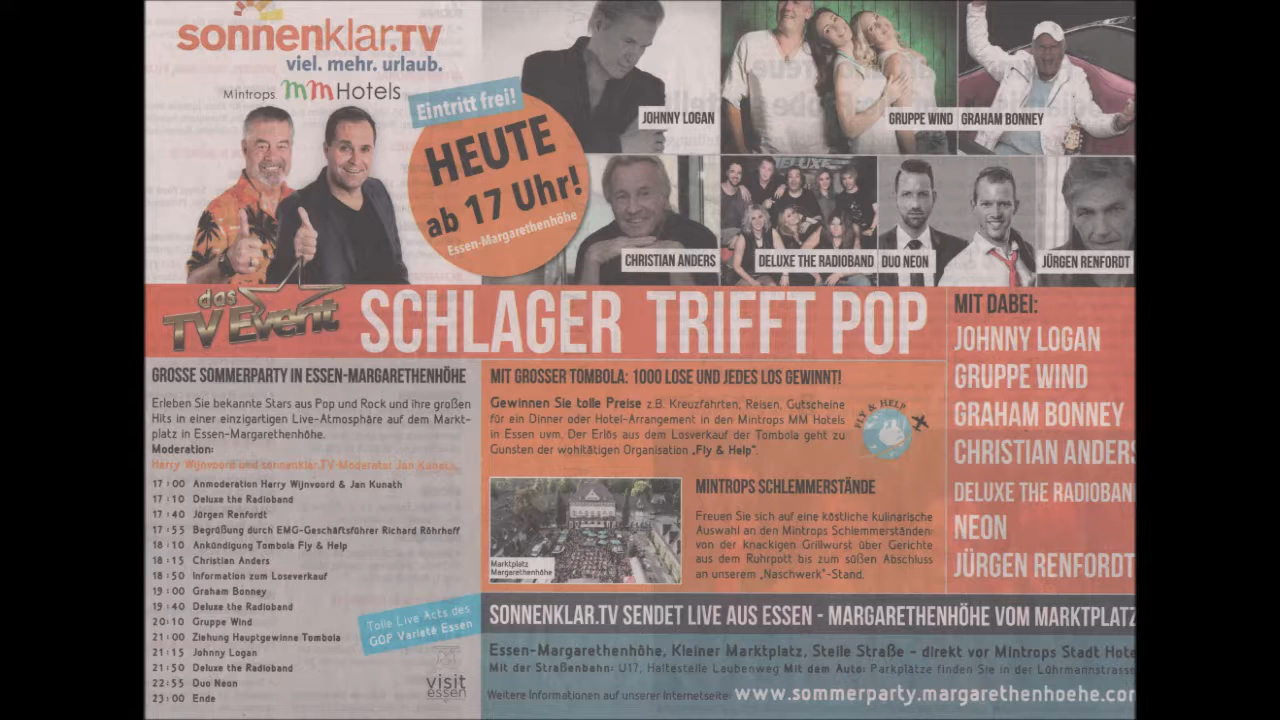 sonnenklar.TV
viel. mehr. urlaub.
Mintrops MM Hotels
Eintritt frei!
HEUTE
ab 17 Uhr!
Essen-Margarethenhöhe
JOHNNY LOGAN
GRUPPE WIND
GRAHAM BONNEY
CHRISTIAN ANDERS
DELUXE
DELUXE THE RADIOBAND
DUO NEON
JÜRGEN RENFORDT
das
TV Event
SCHLAGER TRIFFT POP
MIT DABEI:
JOHNNY LOGAN
GRUPPE WIND
GRAHAM BONNEY
CHRISTIAN ANDERS
DELUXE THE RADIOBAN
NEON
JÜRGEN RENFORDT
GROSSE SOMMERPARTY IN ESSEN-MARGARETHENHÖHE
Erleben Sie bekannte Stars aus Pop und Rock und ihre großen
Hits in einer einzigartigen Live-Atmosphäre auf dem Markt-
platz in Essen-Margarethenhöhe.
Moderation:
Harry Wijnvoord und sonnenklar.TV Moderator Jan Kunath.
17:00 Anmoderation Harry Wijnvoord & Jan Kunath
17:10 Deluxe the Radioband
17:40 Jürgen Renfordt
17:55 Begrüßung durch EMG-Geschäftsführer Richard Röhrhoff
18:10 Ankündigung Tombola Fly & Help
18:15 Christian Anders
18:50 Information zum Loseverkauf
19:00 Graham Bonney
19:40 Deluxe the Radioband
20:10 Gruppe Wind
21:00 Ziehung Hauptgewinne Tombola
21:15 Johnny Logan
21:50 Deluxe the Radioband
22:55 Duo Neon
23:00 Ende
Tolle Live Acts des
GOP Varieté Essen
visit
essen
MIT GROSSER TOMBOLA: 1000 LOSE UND JEDES LOS GEWINNT!
Gewinnen Sie tolle Preise z.B. Kreuzfahrten, Reisen, Gutscheine
für ein Dinner oder Hotel-Arrangement in den Mintrops MM Hotels
in Essen uvm. Der Erlös aus dem Losverkauf der Tombola geht zu
Gunsten der wohltätigen Organisation „Fly & Help".
FLY & HELP
Marktplatz
Margarethenhöhe
MINTROPS SCHLEMMERSTÄNDE
Freuen Sie sich auf eine köstliche kulinarische
Auswahl an den Mintrops Schlemmerständen-
von der knackigen Grillwurst über Gerichte
aus dem Ruhrpott bis zum süßen Abschluss
an unserem „Naschwerk"-Stand.
SONNENKLAR.TV SENDET LIVE AUS ESSEN - MARGARETHENHÖHE VOM MARKTPLATZ
Essen-Margarethenhöhe, Kleiner Marktplatz, Steile Straße - direkt vor Mintrops Stadt Hote
Mit der Straßenbahn: U17, Haltestelle Laubenweg Mit dem Auto: Parkplätze finden Sie in der Lührmannstrasse
Weitere Informationen auf unserer Internetseite: www.sommerparty.margarethenhoehe.com